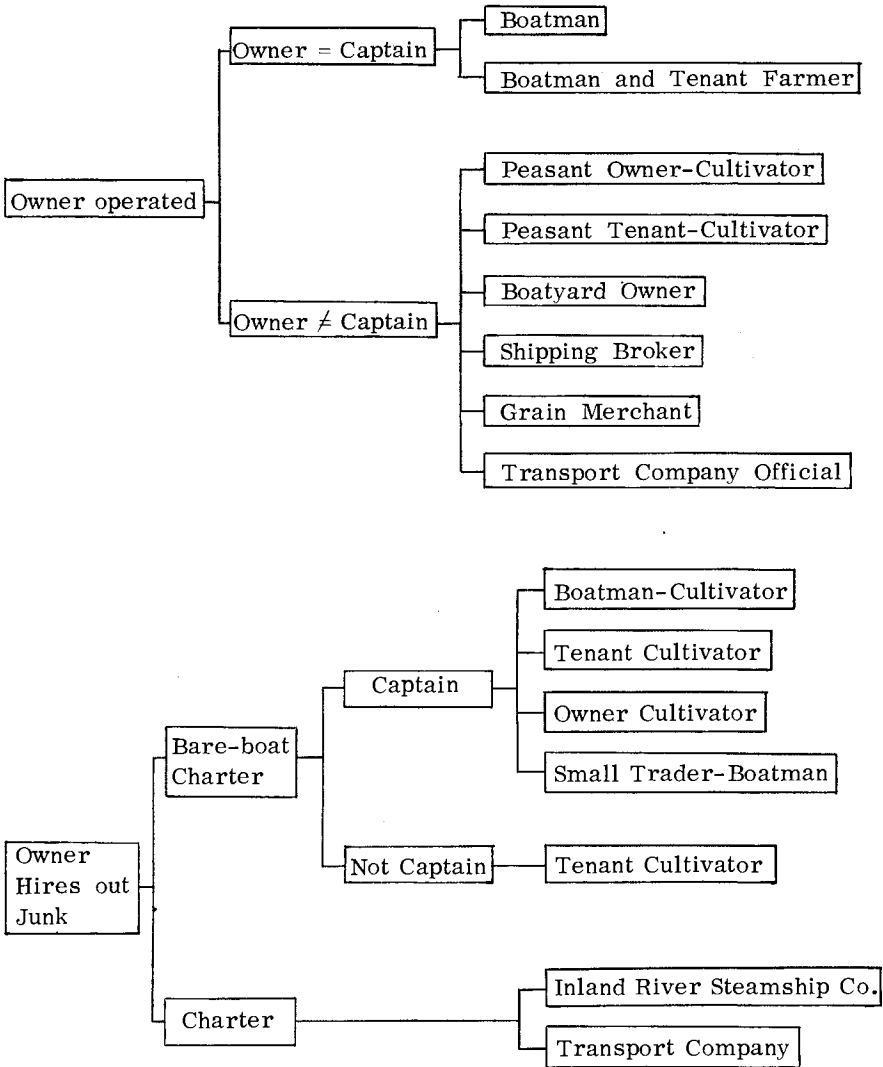 Boatman
Owner = Captain
Boatman and Tenant Farmer
Peasant Owner-Cultivator
Owner operated
Peasant Tenant-Cultivator
Boatyard Owner
Owner ≠ Captain
Shipping Broker
Grain Merchant
Transport Company Official
Boatman-Cultivator
Tenant Cultivator
Captain
Owner Cultivator
Bare-boat
Charter
Small Trader-Boatman
Owner
Hires out
Junk
Not Captain
Tenant Cultivator
Inland River Steamship Co.
Charter
Transport Company